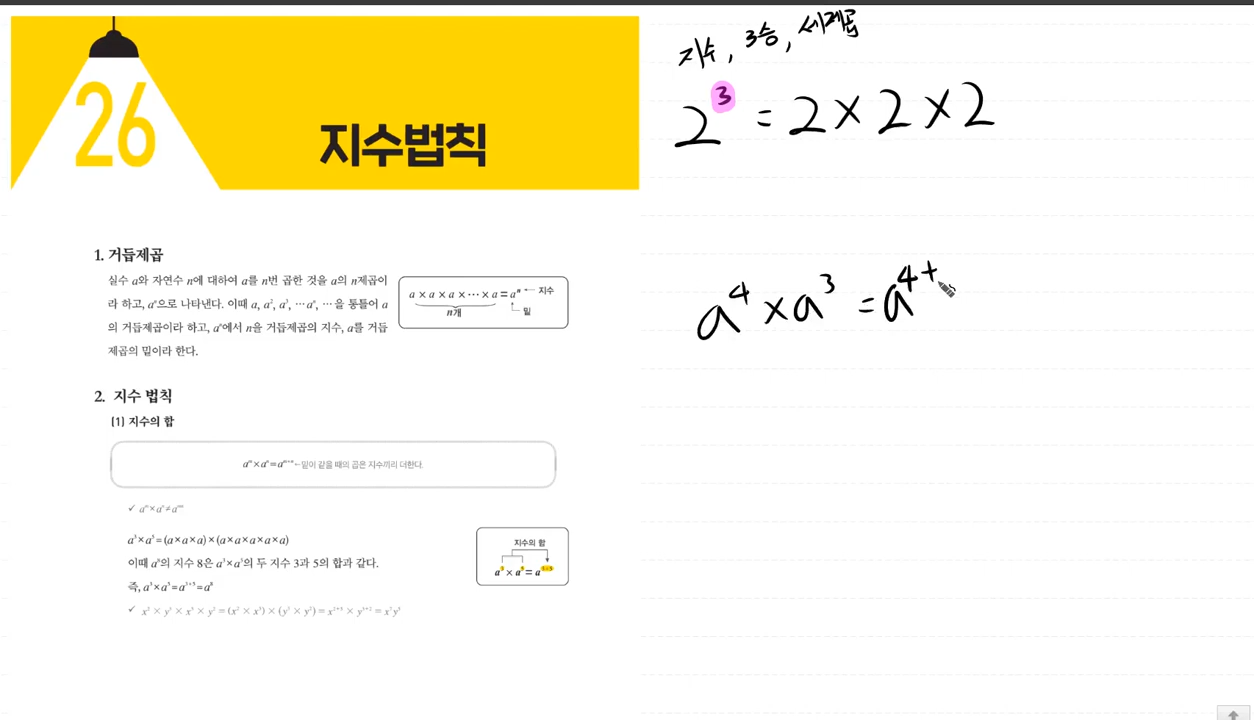 26
지수법칙
1. 거듭제곱
실수 a와 자연수 n에 대하여 a를 n번 곱한 것을 a의 n제곱이
라 하고, aⁿ으로 나타낸다. 이때 a, a², a³, ⋯aⁿ, ⋯을 통틀어 a
의 거듭제곱이라 하고, aⁿ에서 n을 거듭제곱의 지수, a를 거듭
제곱의 밑이라 한다.
a × a × a × ⋯ × a = aⁿ ← 지수
n개
밑
2. 지수 법칙
(1) 지수의 합
aᵐ×aⁿ=aᵐ⁺ⁿ ←밑이 같을 때의 곱은 지수끼리 더한다.
✓ aᵐ×aⁿ≠aᵐⁿ
a³×a⁵=(a×a×a)×(a×a×a×a×a)
이때 a⁸의 지수 8은 a³×a⁵의 두 지수 3과 5의 합과 같다.
즉, a³×a⁵=a³⁺⁵=a⁸
지수의 합
a³ × a⁵ = a³⁺⁵
지수, 3승, 세제곱
2³ = 2 × 2 × 2
a⁴ × a³ = a⁴⁺